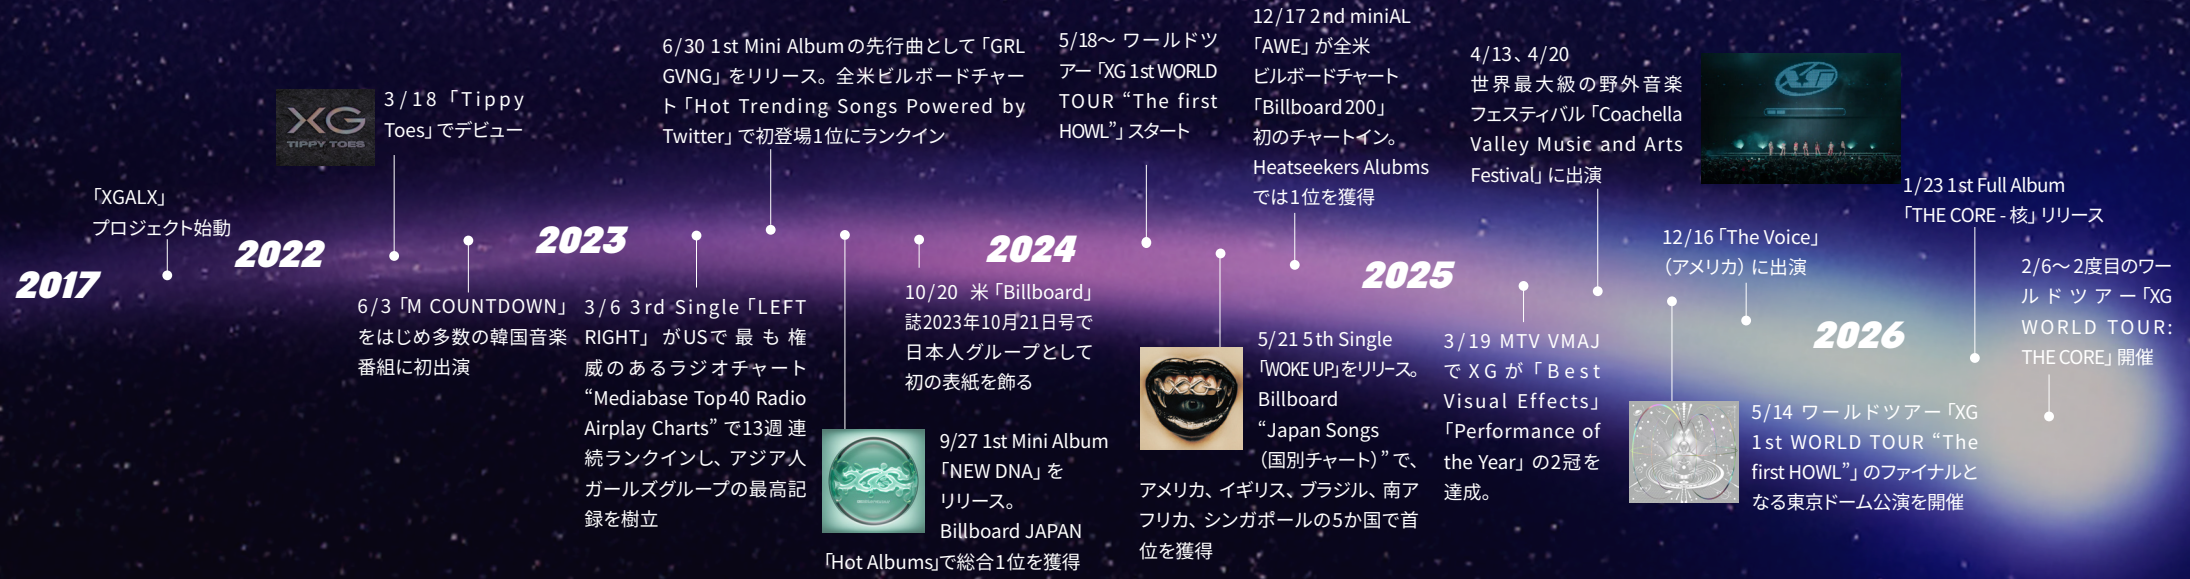 2017
「XGALX」
プロジェクト始動
2022
XG
TIPPY TOES
3/18「Tippy
Toes」でデビュー
6/3「M COUNTDOWN」
をはじめ多数の韓国音楽
番組に初出演
2023
3/6 3rd Single「LEFT
RIGHT」がUSで最も権
威のあるラジオチャート
“Mediabase Top40 Radio
Airplay Charts” で13週連
続ランクインし、アジア人
ガールズグループの最高記
録を樹立
6/30 1st Mini Albumの先行曲として「GRL
GVNG」をリリース。全米ビルボードチャー
ト「Hot Trending Songs Powered by
Twitter」で初登場1位にランクイン
9/27 1st Mini Album
「NEW DNA」を
リリース。
Billboard JAPAN
「Hot Albums」で総合1位を獲得
10/20 米「Billboard」
誌2023年10月21日号で
日本人グループとして
初の表紙を飾る
2024
5/18〜 ワールドツ
アー「XG 1st WORLD
TOUR “The first
HOWL”」スタート
5/21 5th Single
「WOKE UP」をリリース。
Billboard
“Japan Songs
（国別チャート）” で、
アメリカ、イギリス、ブラジル、南ア
フリカ、シンガポールの5か国で首
位を獲得
12/17 2nd miniAL
「AWE」が全米
ビルボードチャート
「Billboard200」
初のチャートイン。
Heatseekers Alubms
では1位を獲得
2025
3/19 MTV VMAJ
でXGが「Best
Visual Effects」
「Performance of
the Year」の2冠を
達成。
4/13、4/20
世界最大級の野外音楽
フェスティバル「Coachella
Valley Music and Arts
Festival」に出演
XG
5/14 ワールドツアー「XG
1st WORLD TOUR “The
first HOWL”」のファイナルと
なる東京ドーム公演を開催
12/16「The Voice」
（アメリカ）に出演
2026
1/23 1st Full Album
「THE CORE - 核」リリース
2/6〜 2度目のワー
ルドツアー「XG
WORLD TOUR:
THE CORE」開催